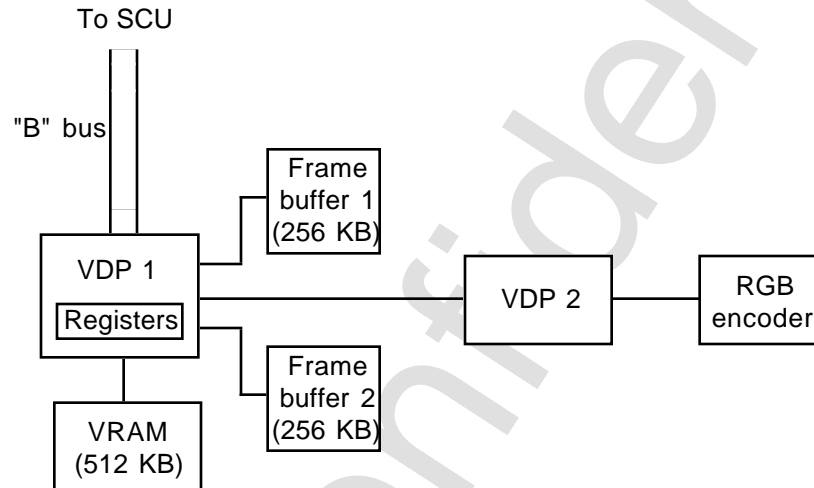 To SCU
"B" bus
Frame
buffer 1
(256 KB)
VDP 1
Registers
VDP 2
RGB
encoder
Frame
buffer 2
(256 KB)
VRAM
(512 KB)